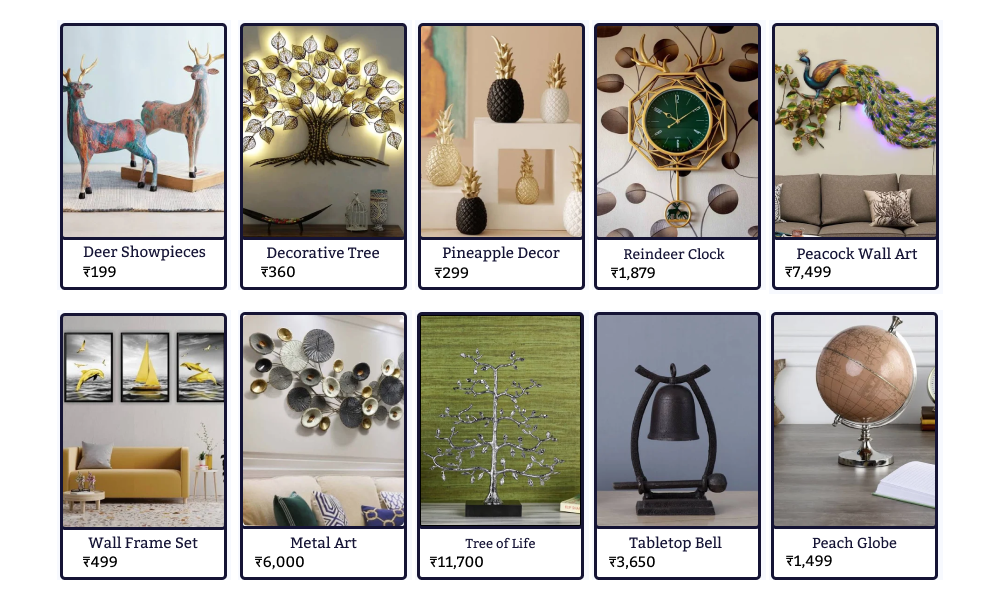 Deer Showpieces
₹199
Decorative Tree
₹360
Pineapple Decor
₹299
Reindeer Clock
₹1,879
Peacock Wall Art
₹7,499
Wall Frame Set
₹499
Metal Art
₹6,000
Tree of Life
₹11,700
Tabletop Bell
₹3,650
Peach Globe
₹1,499